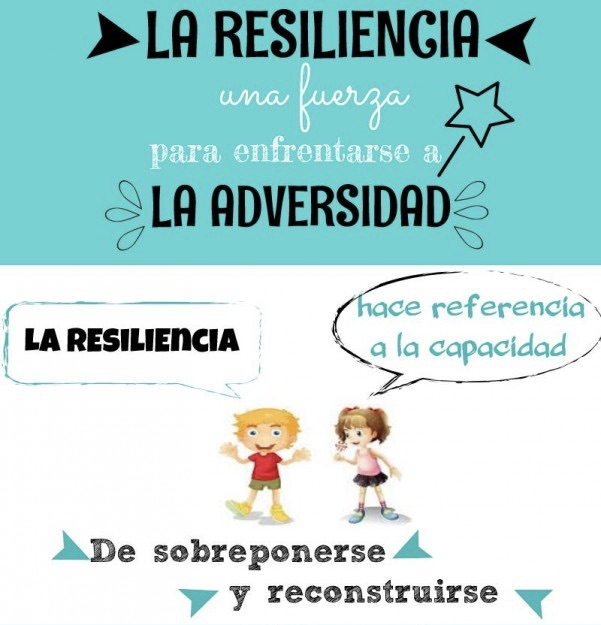 LA RESILIENCIA
una fuerza
para enfrentarse a
LA ADVERSIDAD
LA RESILIENCIA
hace referencia
a la capacidad
De sobreponerse
y reconstruirse